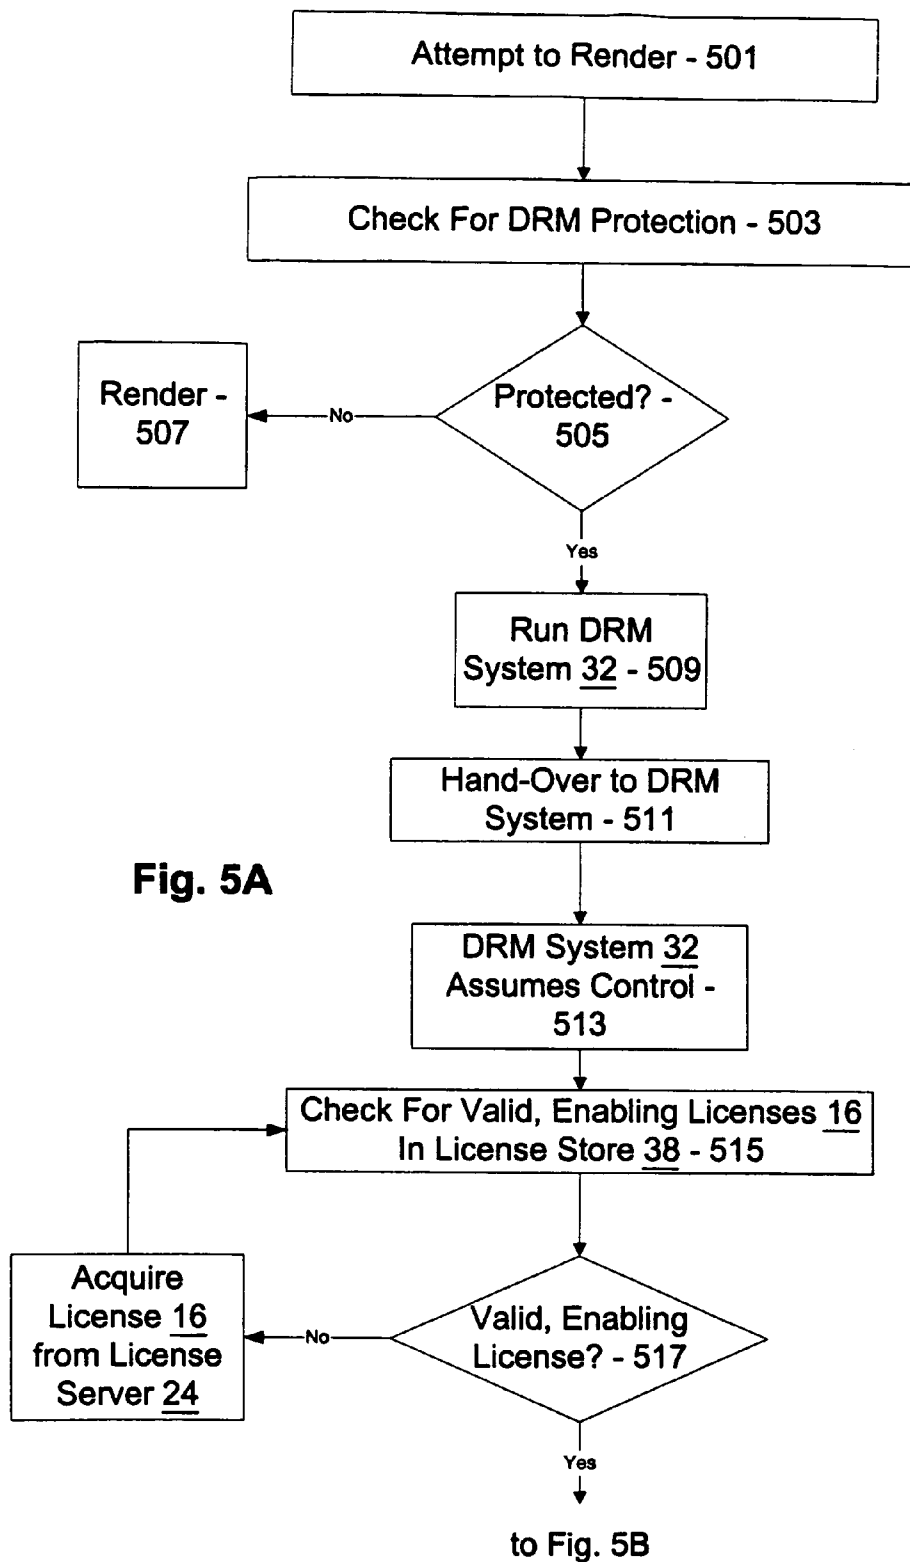 Attempt to Render - 501
Check For DRM Protection - 503
Render -
507
No
Protected? -
505
Yes
Run DRM
System 32 - 509
Hand-Over to DRM
System - 511
Fig. 5A
DRM System 32
Assumes Control -
513
Check For Valid, Enabling Licenses 16
In License Store 38 - 515
Acquire
License 16
from License
Server 24
No
Valid, Enabling
License? - 517
Yes
to Fig. 5B